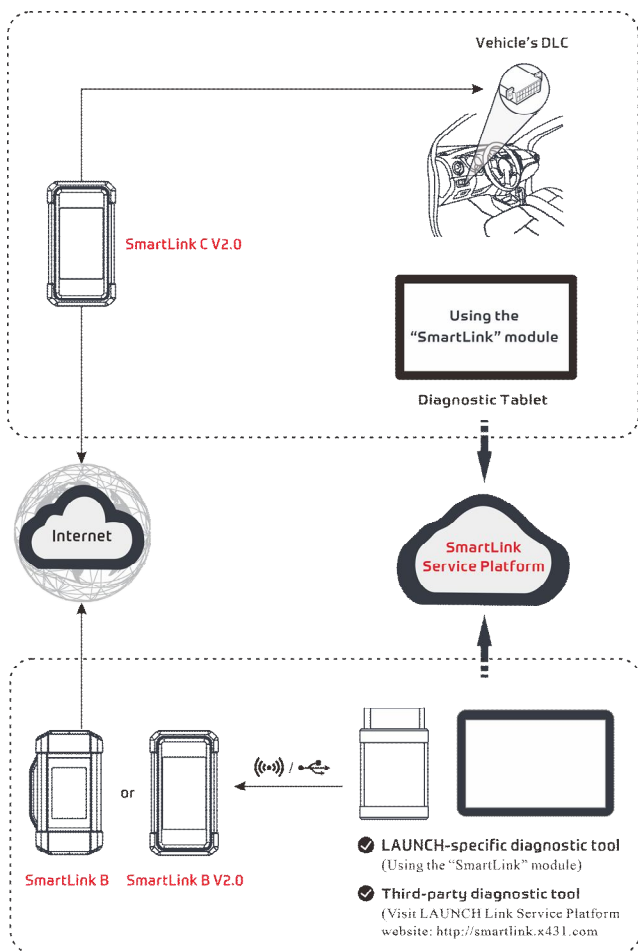 Vehicle's DLC
SmartLink C V2.0
Using the
“SmartLink” module
Diagnostic Tablet
Internet
SmartLink
Service Platform
or
/
SmartLink B
SmartLink B V2.0
LAUNCH-specific diagnostic tool
(Using the “SmartLink” module)
Third-party diagnostic tool
(Visit LAUNCH Link Service Platform
website: http://smartlink.x431.com